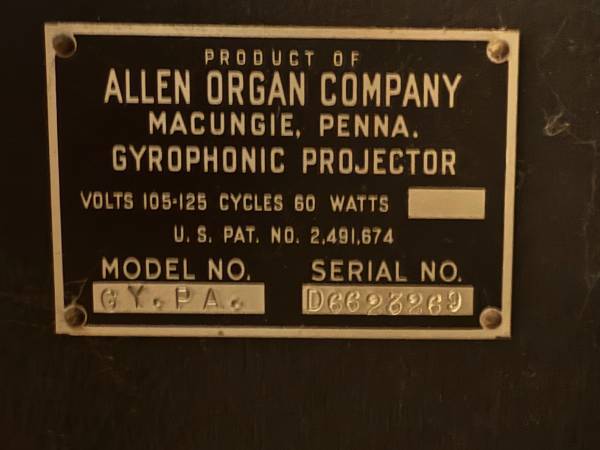 PRODUCT OF
ALLEN ORGAN COMPANY
MACUNGIE, PENNA.
GYROPHONIC PROJECTOR
VOLTS 105-125 CYCLES 60 WATTS
U. S. PAT. NO. 2,491,674
MODEL NO. SERIAL NO.
GY. PA. D6623269